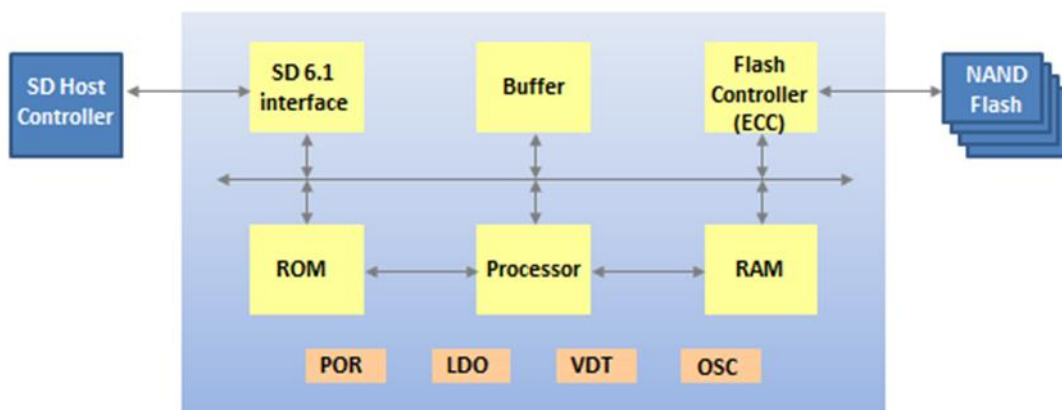 SD Host
Controller
SD 6.1
interface
Buffer
Flash
Controller
(ECC)
NAND
Flash
ROM
Processor
RAM
POR
LDO
VDT
OSC